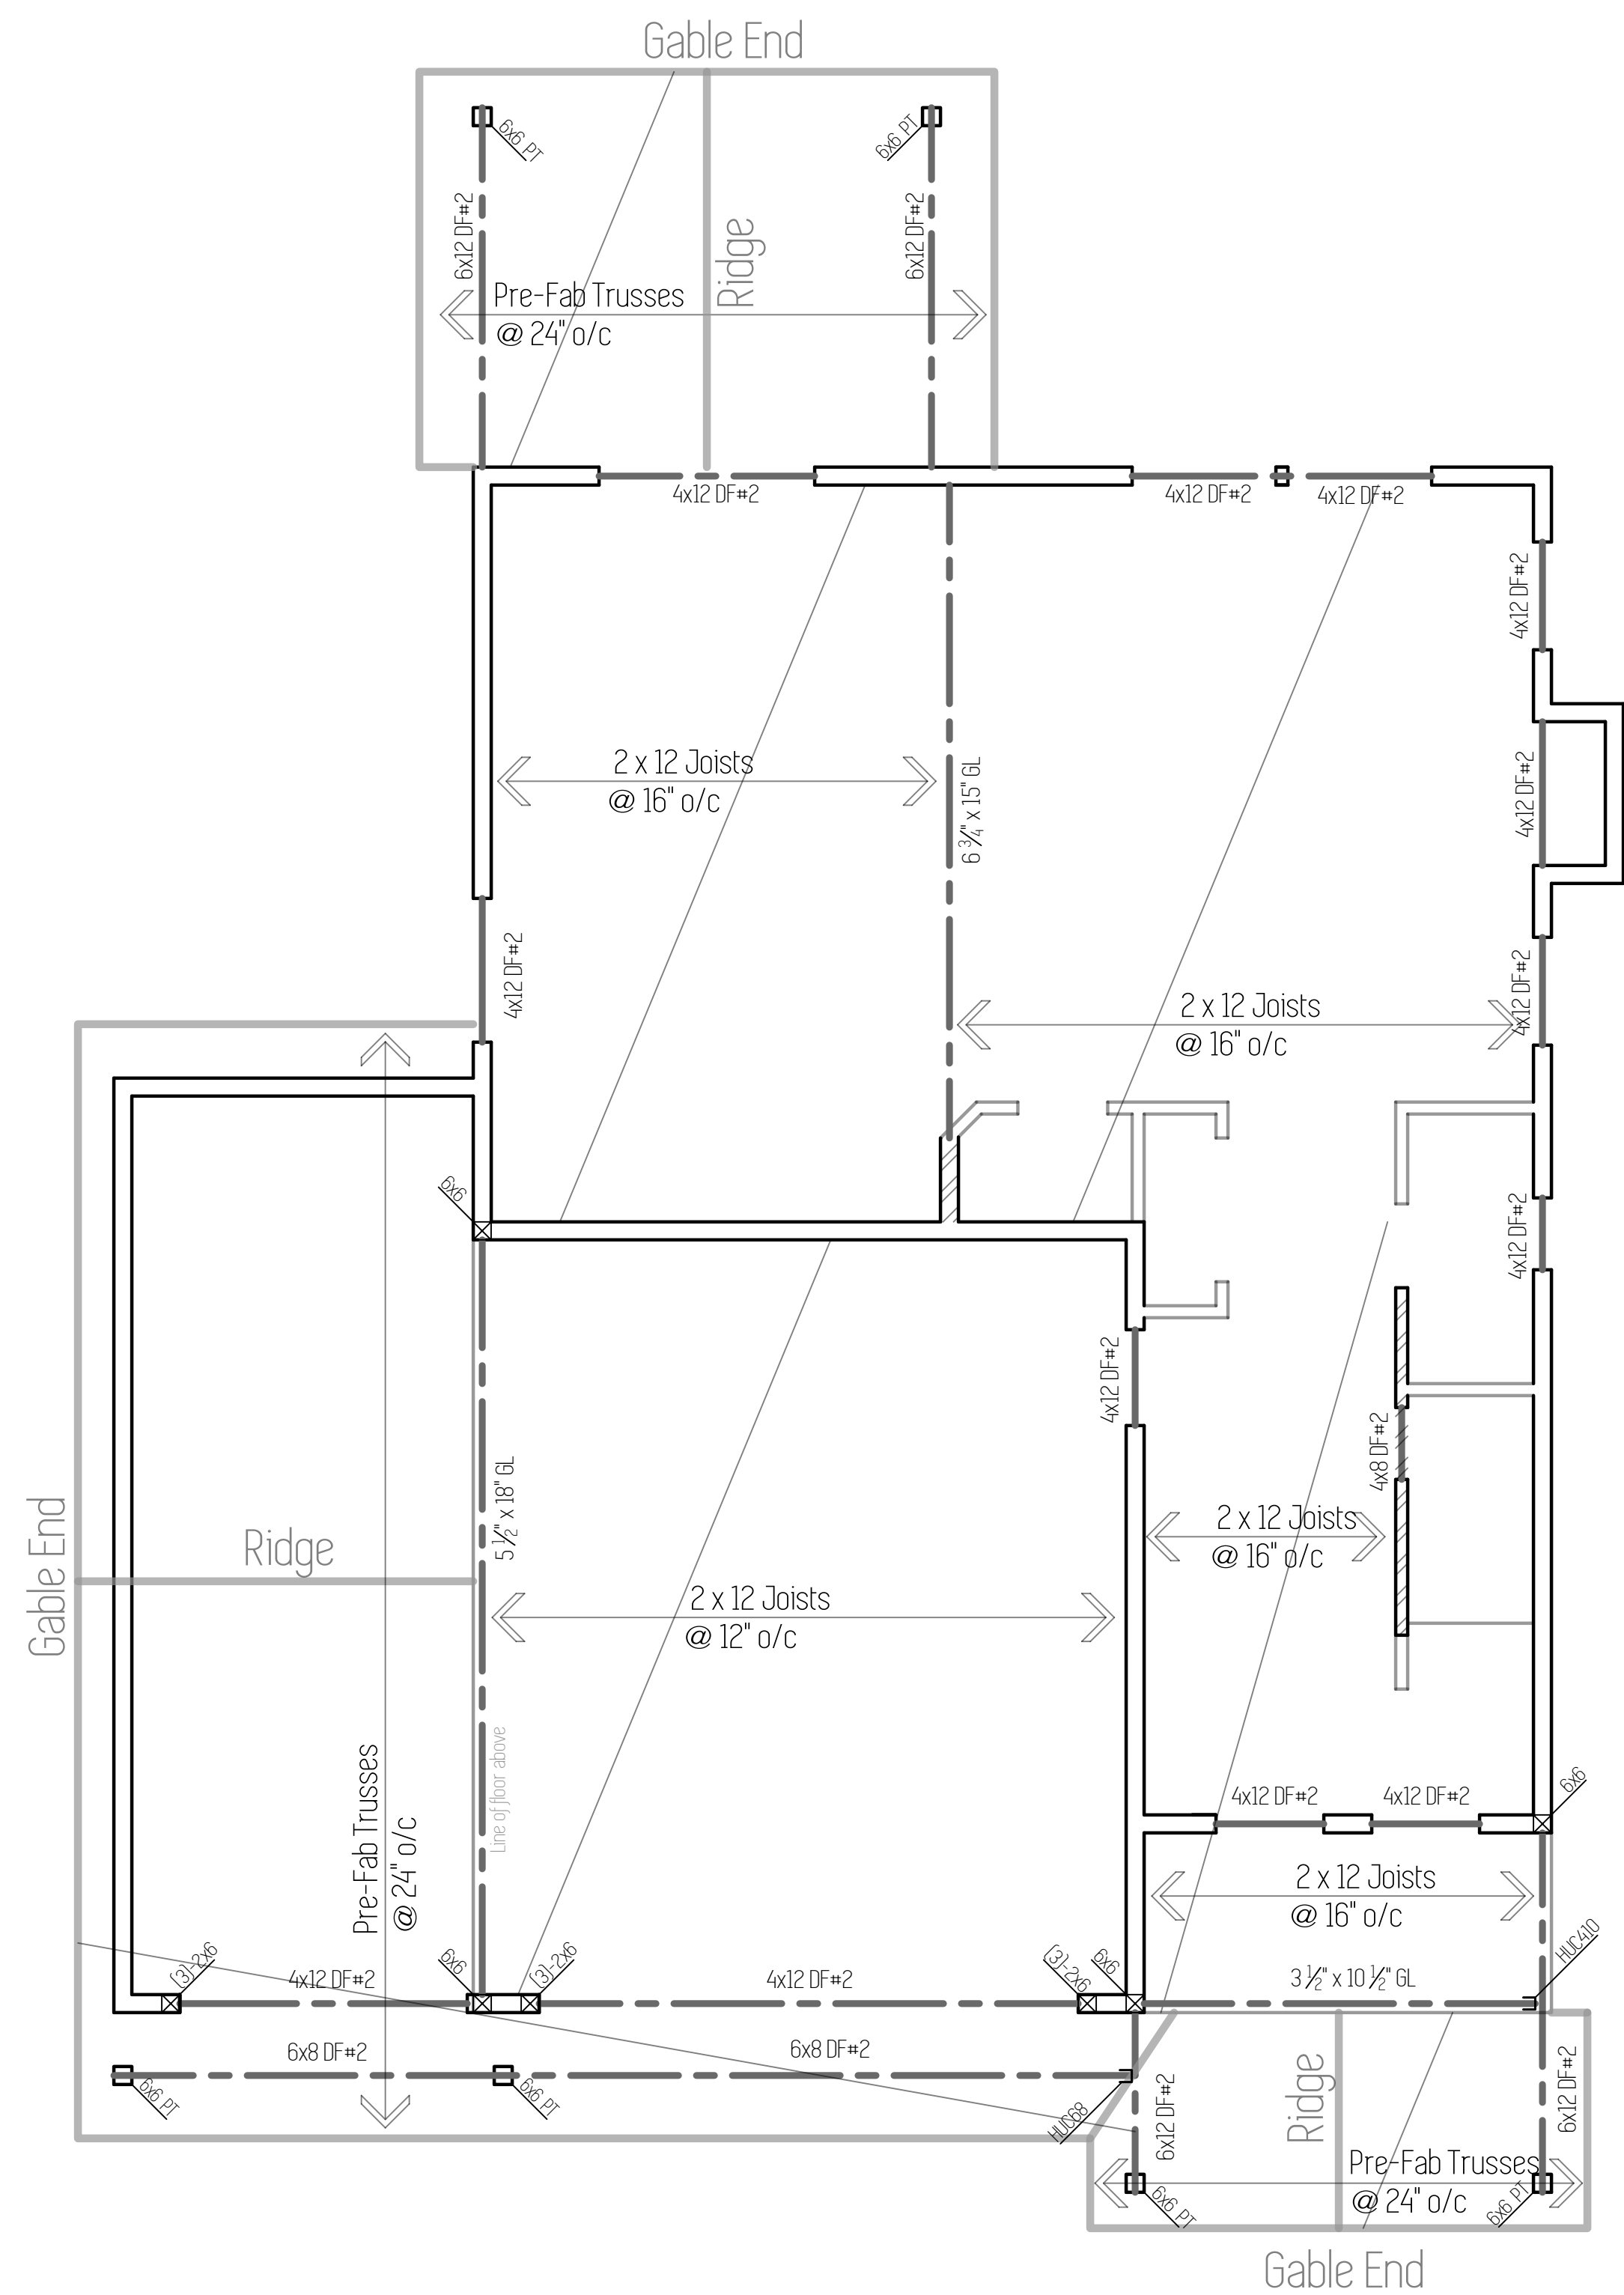 Gable End
6x6 PT
6x6 PT
6x12 DF#2
6x12 DF#2
Ridge
Pre-Fab Trusses
@ 24" o/c
4x12 DF#2
4x12 DF#2
4x12 DF#2
4x12 DF#2
2 x 12 Joists
@ 16" o/c
6 ¾" x 15" GL
4x12 DF#2
4x12 DF#2
4x12 DF#2
2 x 12 Joists
@ 16" o/c
6x6
4x12 DF#2
4x12 DF#2
4x8 DF#2
5 ½" x 18" GL
Gable End
Ridge
2 x 12 Joists
@ 16" o/c
2 x 12 Joists
@ 12" o/c
Line of floor above
Pre-Fab Trusses
@ 24" o/c
4x12 DF#2
4x12 DF#2
6x6
2 x 12 Joists
@ 16" o/c
(3)-2x6
4x12 DF#2
6x6
(3)-2x6
4x12 DF#2
(3)-2x6
6x6
3 ½" x 10 ½" GL
HUC410
6x8 DF#2
6x8 DF#2
6x6 PT
6x6 PT
HUC68
6x12 DF#2
Ridge
6x12 DF#2
Pre-Fab Trusses
@ 24" o/c
6x6 PT
6x6 PT
Gable End